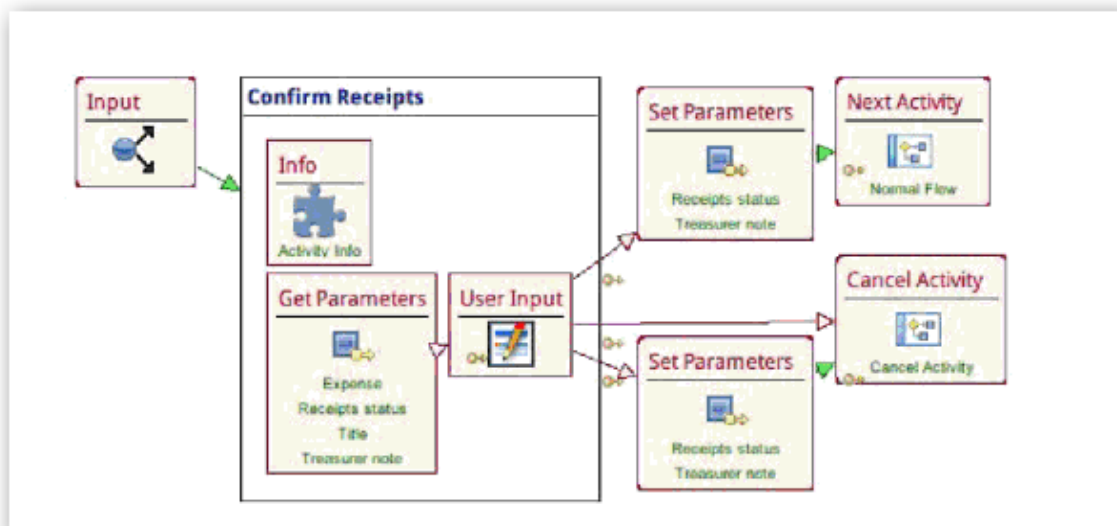 Input
Confirm Receipts
Info
Activity Info
Get Parameters
Expense
Receipts status
Title
Treasurer note
User Input
Set Parameters
Receipts status
Treasurer note
Next Activity
Normal Flow
Cancel Activity
Cancel Activity
Set Parameters
Receipts status
Treasurer note